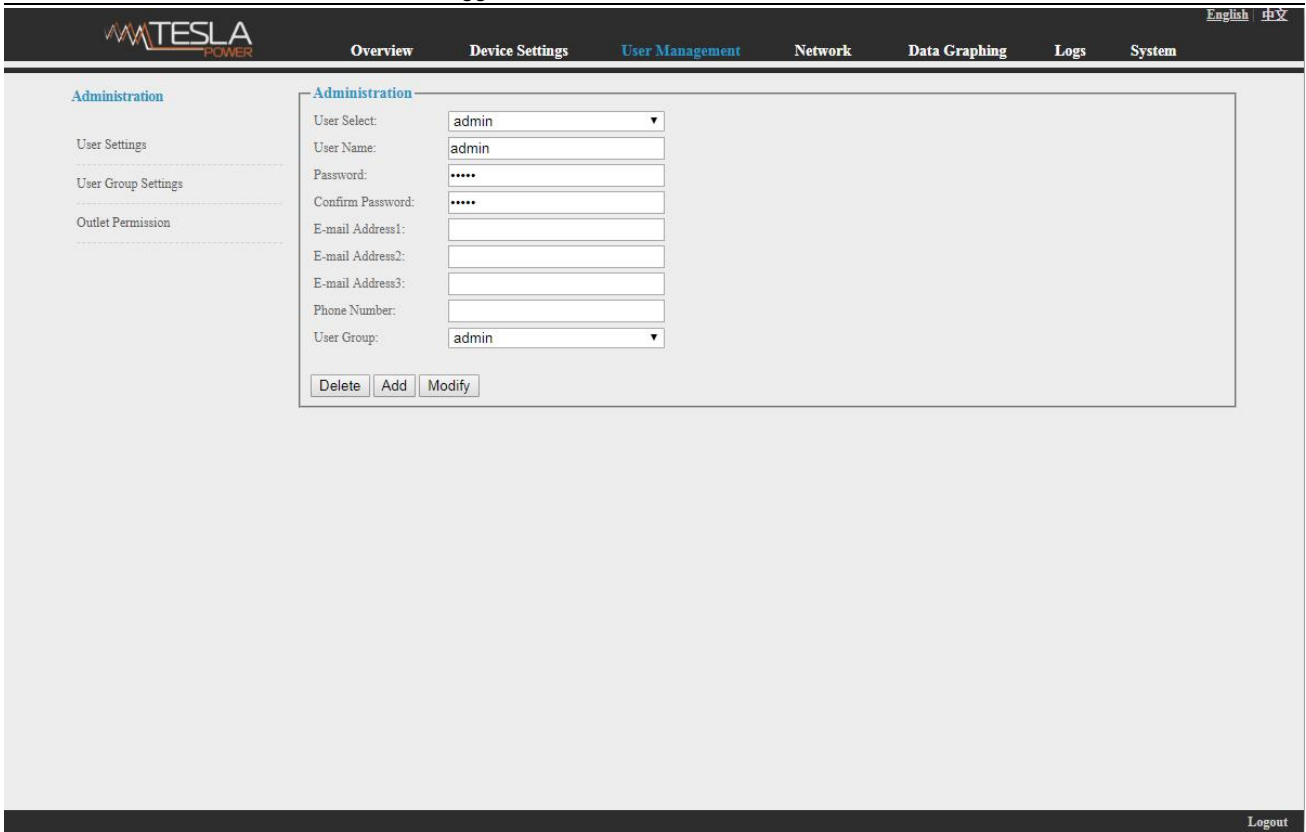 gg
English 中文
TESLA
POWER
Overview Device Settings User Management Network Data Graphing Logs System
Administration
User Settings
User Group Settings
Outlet Permission
Administration
User Select: admin
User Name: admin
Password: •••••
Confirm Password: •••••
E-mail Address1:
E-mail Address2:
E-mail Address3:
Phone Number:
User Group: admin
Delete Add Modify
Logout